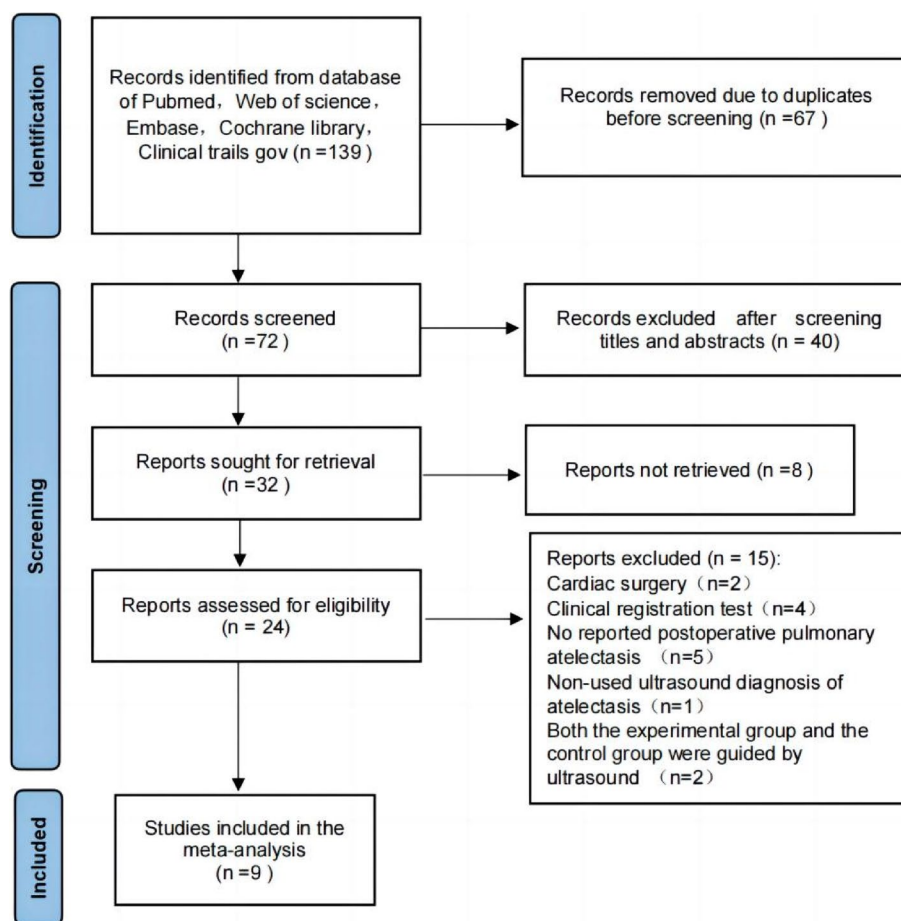 Identification
Records identified from database
of Pubmed，Web of science，
Embase，Cochrane library，
Clinical trails gov (n =139 )
Records removed due to duplicates
before screening (n =67 )
Screening
Records screened
(n =72 )
Records excluded after screening
titles and abstracts (n = 40)
Reports sought for retrieval
(n =32 )
Reports not retrieved (n =8 )
Reports assessed for eligibility
(n = 24)
Reports excluded (n = 15):
Cardiac surgery（n=2）
Clinical registration test（n=4）
No reported postoperative pulmonary
atelectasis （n=5）
Non-used ultrasound diagnosis of
atelectasis（n=1）
Both the experimental group and the
control group were guided by
ultrasound （n=2）
Included
Studies included in the
meta-analysis
(n =9 )